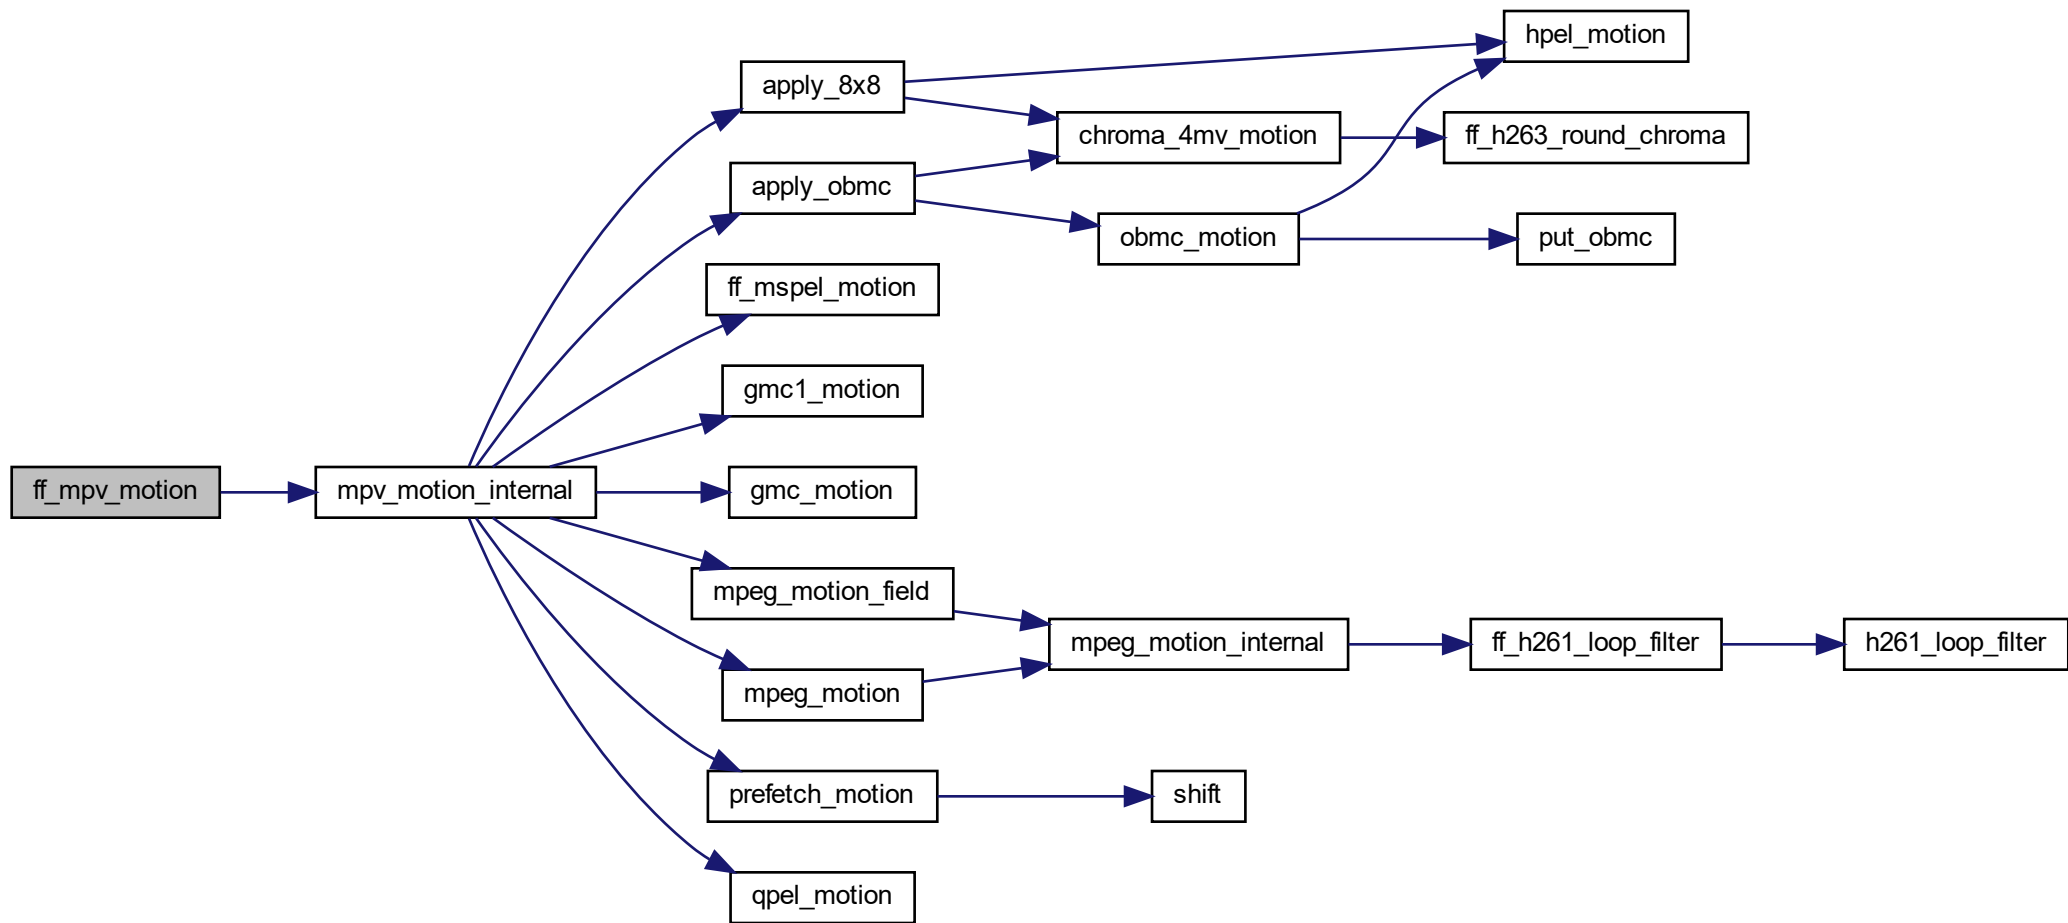 ff_mpv_motion
mpv_motion_internal
apply_8x8
hpel_motion
chroma_4mv_motion
ff_h263_round_chroma
apply_obmc
obmc_motion
put_obmc
ff_mspel_motion
gmc1_motion
gmc_motion
mpeg_motion_field
mpeg_motion_internal
ff_h261_loop_filter
h261_loop_filter
mpeg_motion
prefetch_motion
shift
qpel_motion